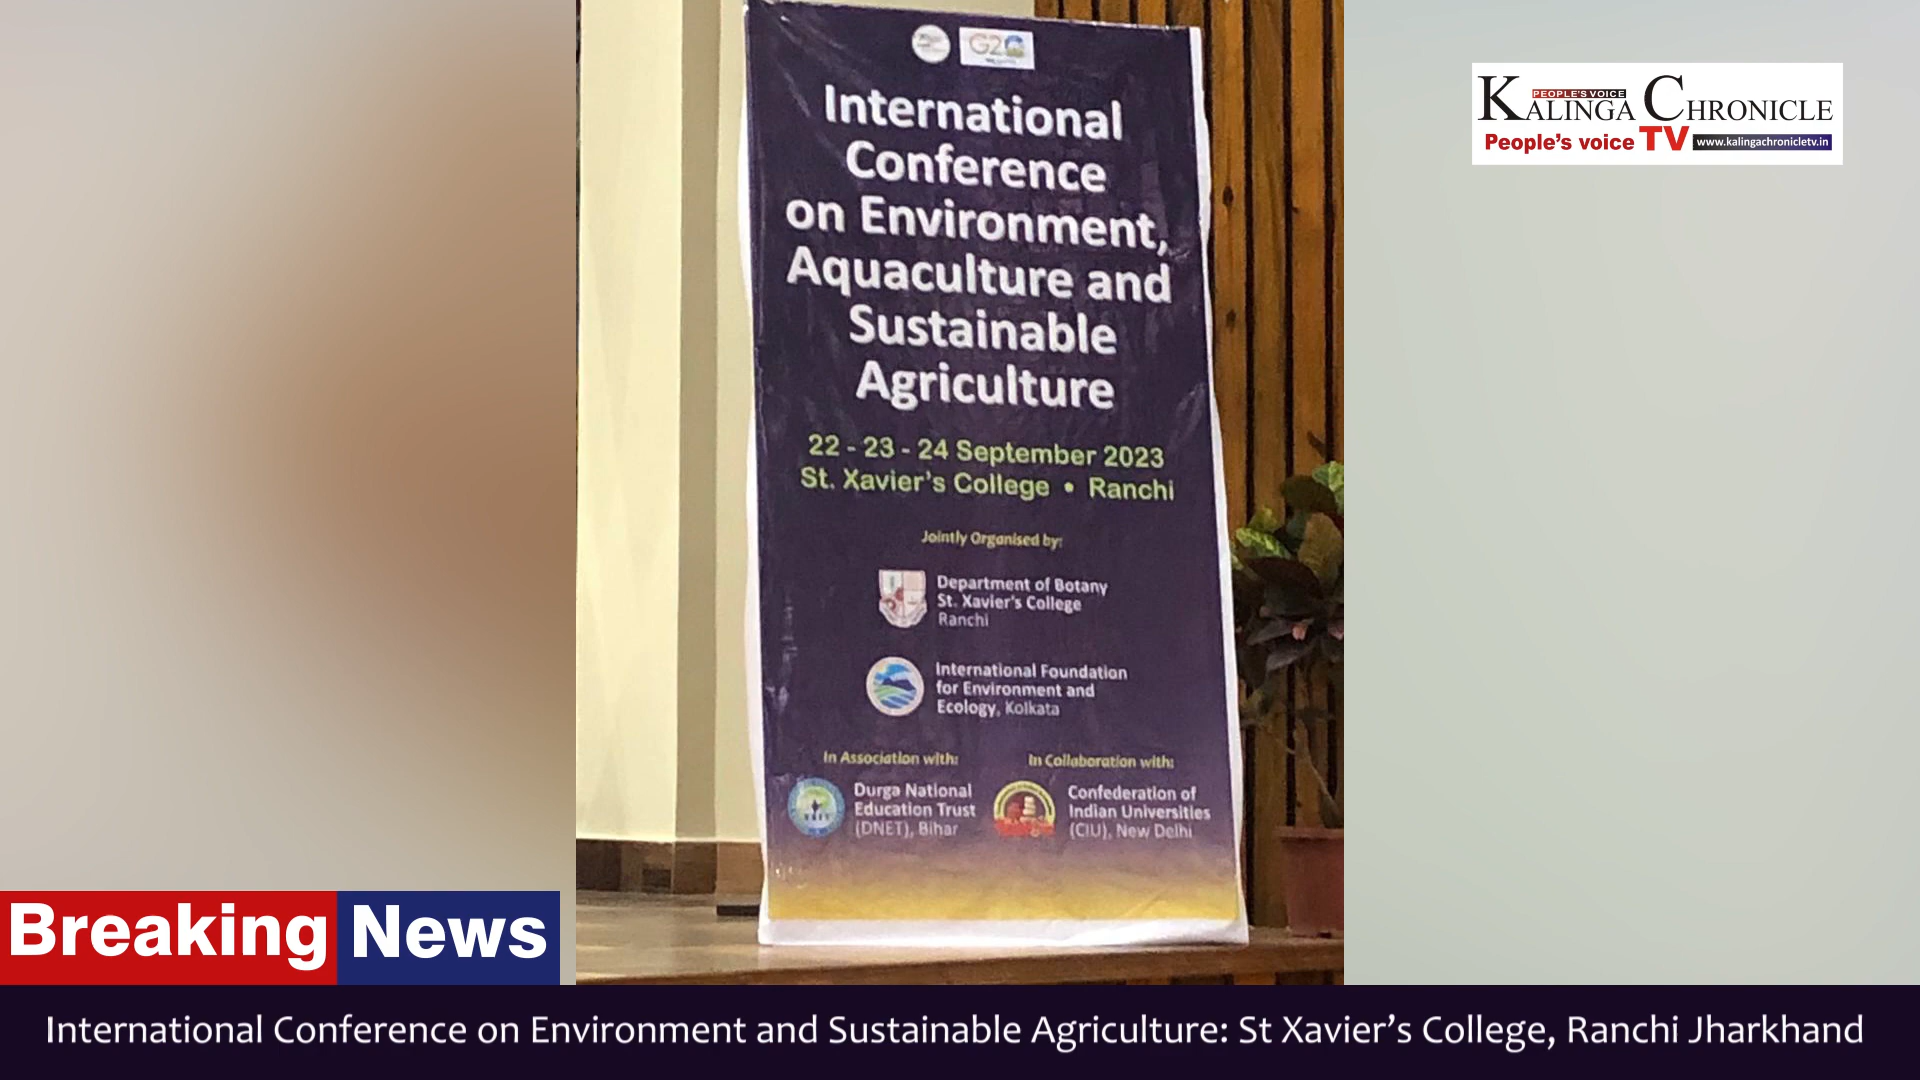 G20
International
Conference
on Environment,
Aquaculture and
Sustainable
Agriculture
22 - 23 - 24 September 2023
St. Xavier's College • Ranchi
Jointly Organised by:
Department of Botany
St. Xavier's College
Ranchi
International Foundation
for Environment and
Ecology, Kolkata
In Association with:
Durga National
Education Trust
(DNET), Bihar
In Collaboration with:
Confederation of
Indian Universities
(CIU), New Delhi
PEOPLE'S VOICE
KALINGA CHRONICLE
People's voice TV www.kalingachronicletv.in
Breaking News
International Conference on Environment and Sustainable Agriculture: St Xavier’s College, Ranchi Jharkhand